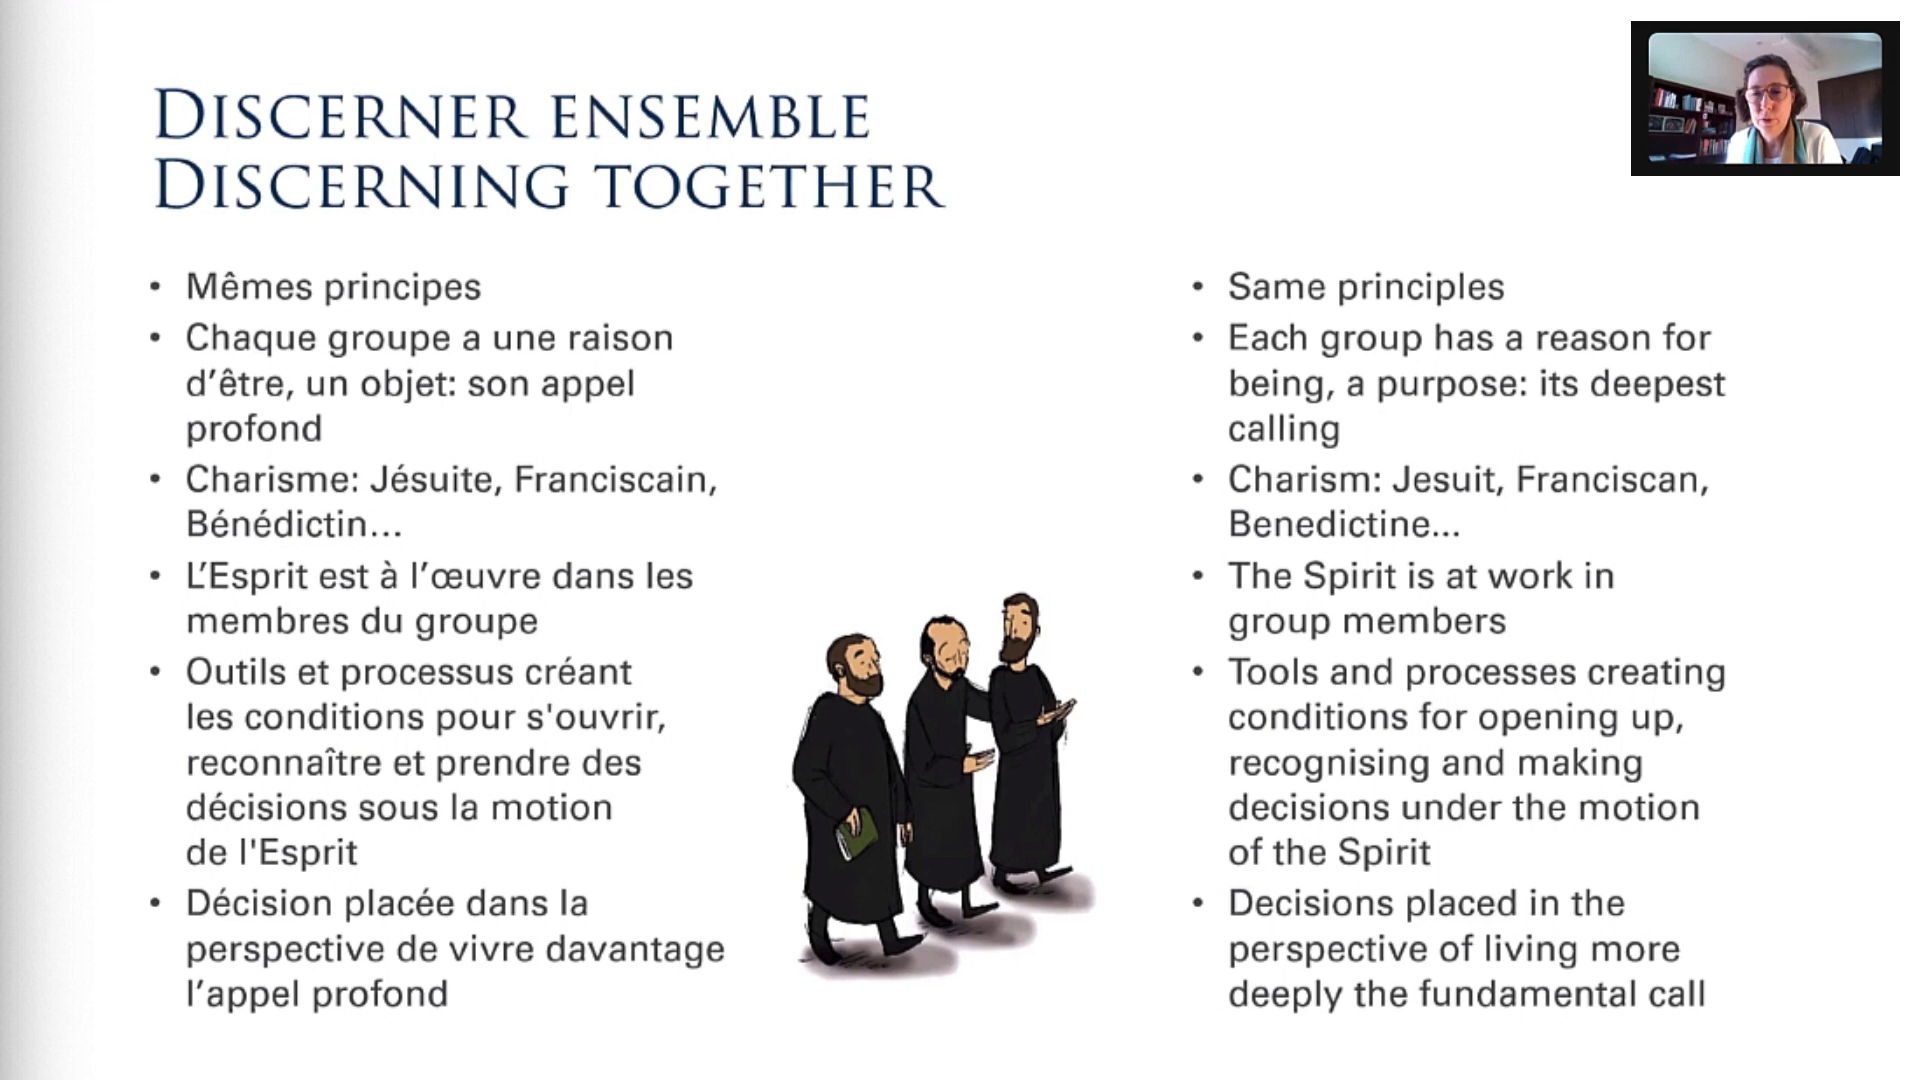 DISCERNER ENSEMBLE
DISCERNING TOGETHER
• Mêmes principes
• Chaque groupe a une raison
d’être, un objet: son appel
profond
• Charisme: Jésuite, Franciscain,
Bénédictin...
• L’Esprit est à l’œuvre dans les
membres du groupe
• Outils et processus créant
les conditions pour s'ouvrir,
reconnaître et prendre des
décisions sous la motion
de l'Esprit
• Décision placée dans la
perspective de vivre davantage
l’appel profond
• Same principles
• Each group has a reason for
being, a purpose: its deepest
calling
• Charism: Jesuit, Franciscan,
Benedictine...
• The Spirit is at work in
group members
• Tools and processes creating
conditions for opening up,
recognising and making
decisions under the motion
of the Spirit
• Decisions placed in the
perspective of living more
deeply the fundamental call